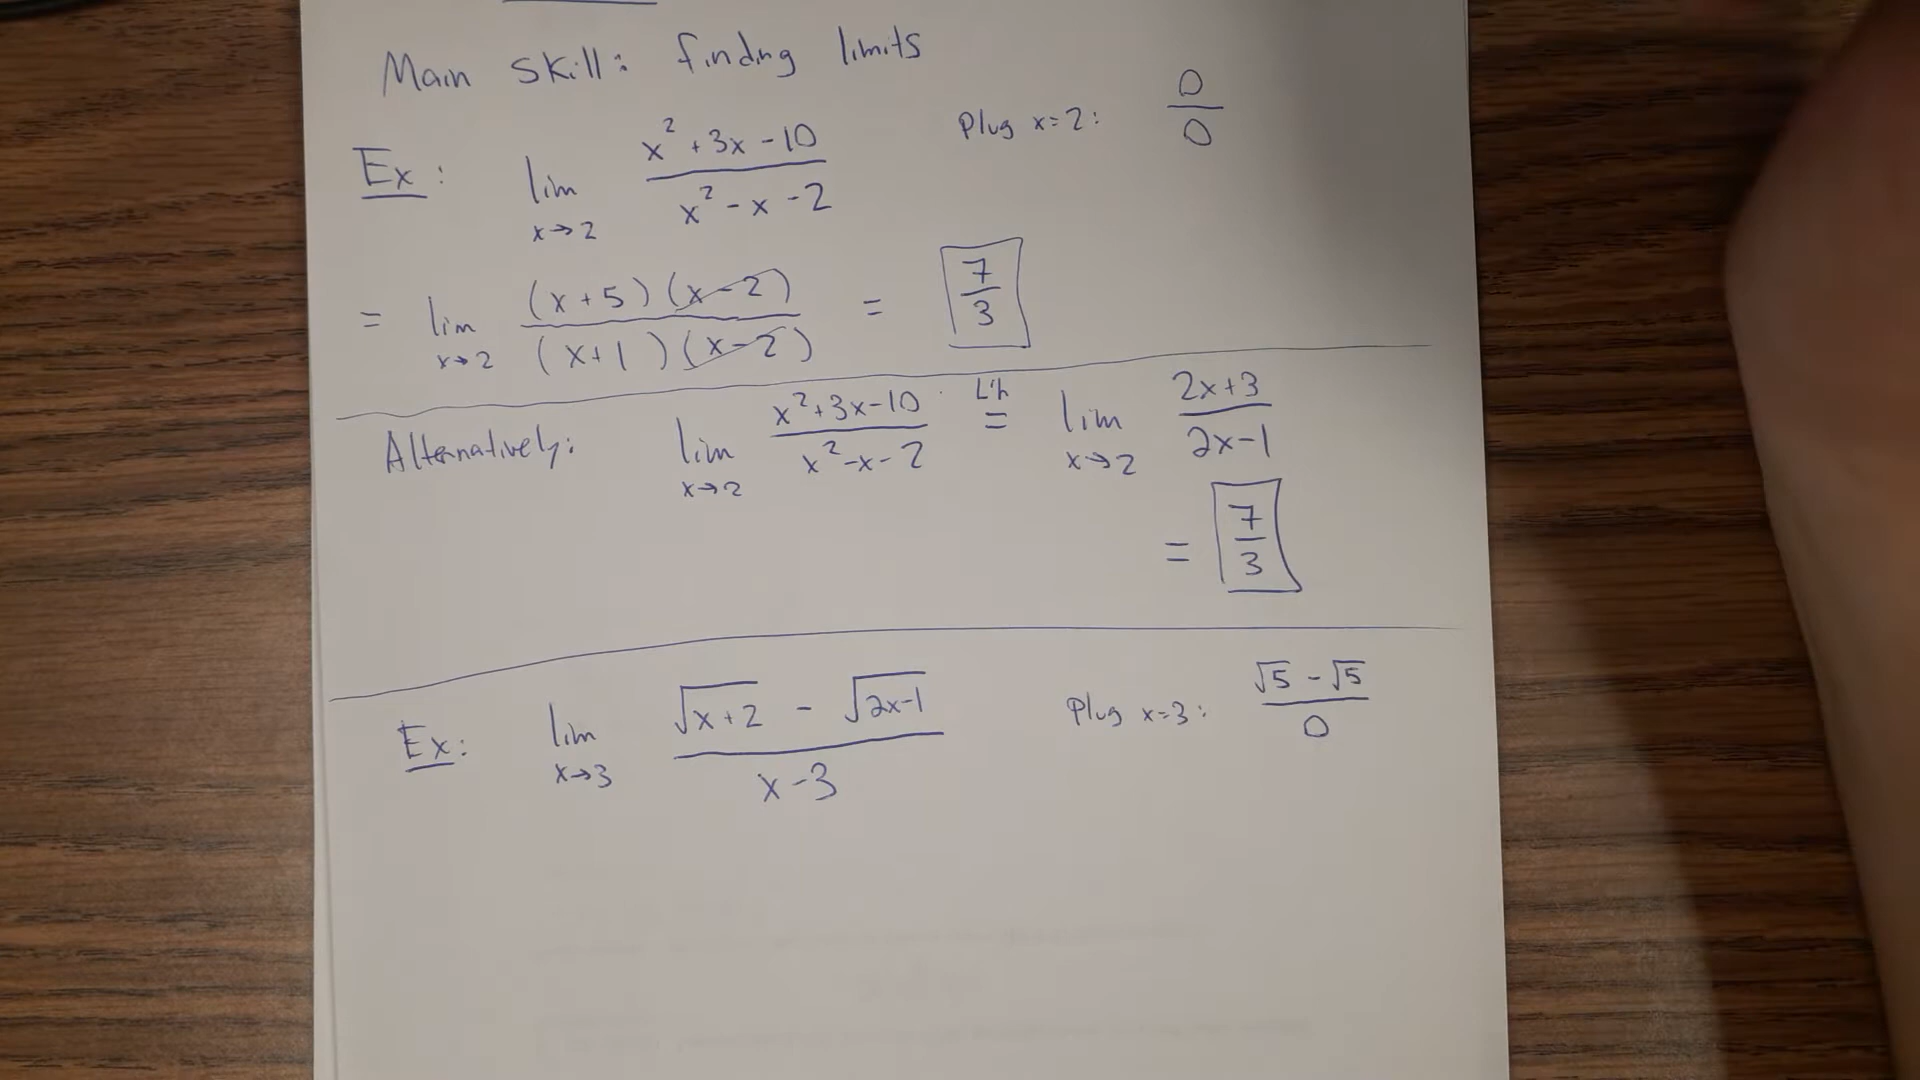 Main skill: finding limits
Ex: lim x→2 (x² + 3x - 10)/(x² - x - 2) Plug x=2: 0/0
= lim x→2 ((x+5)(x-2))/((x+1)(x-2)) = 7/3
Alternatively: lim x→2 (x²+3x-10)/(x²-x-2) L'h = lim x→2 (2x+3)/(2x-1)
= 7/3
Ex: lim x→3 (√(x+2) - √(2x-1))/(x-3) Plug x=3: (√5 - √5)/0